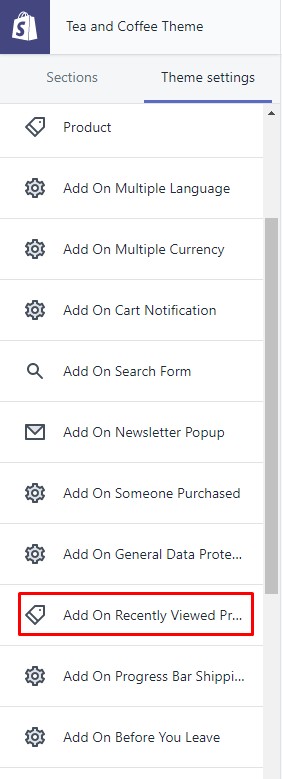 Tea and Coffee Theme
Sections
Theme settings
Product
Add On Multiple Language
Add On Multiple Currency
Add On Cart Notification
Add On Search Form
Add On Newsletter Popup
Add On Someone Purchased
Add On General Data Prote...
Add On Recently Viewed Pr...
Add On Progress Bar Shippi...
Add On Before You Leave